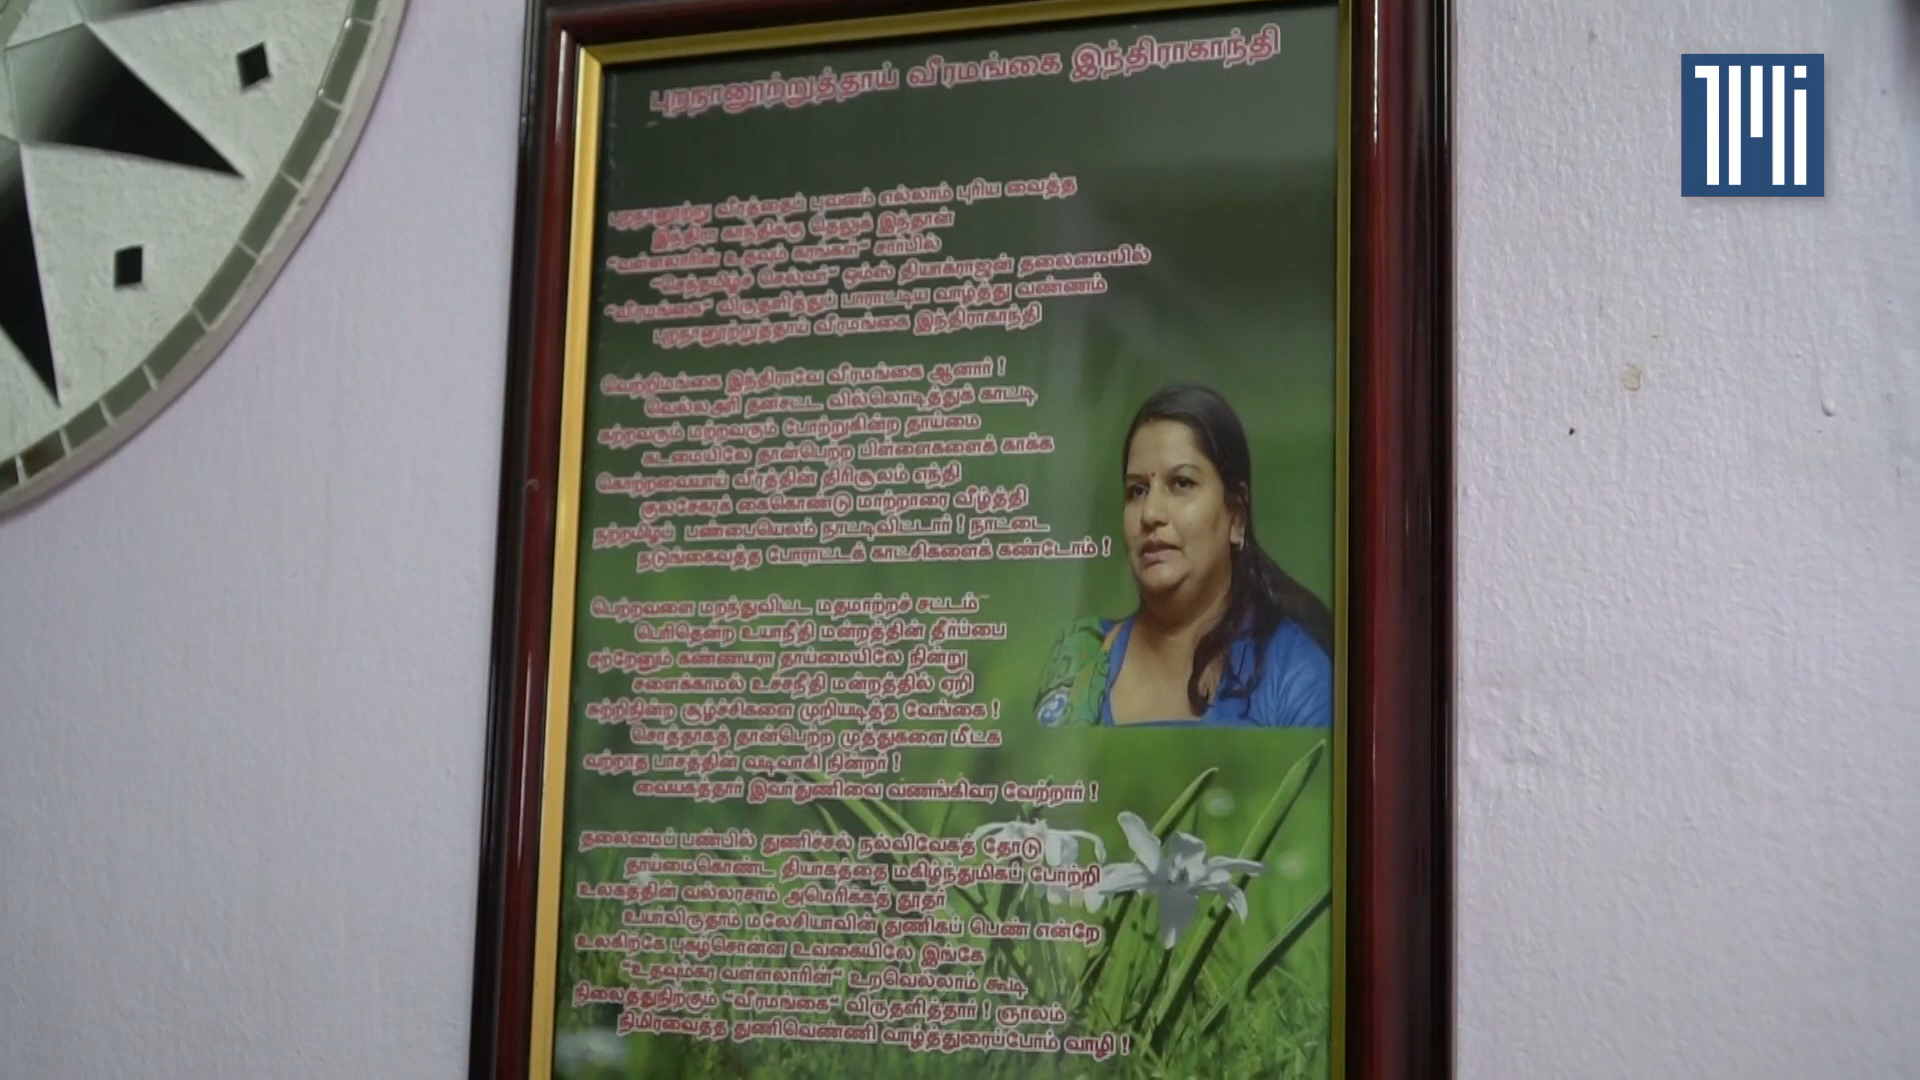 புறநானூற்றுத்தாய் வீரமங்கை இந்திராகாந்தி
TMi
புறநானூற்று வீரத்தைப் புவனம் எல்லாம் புரிய வைத்த
இந்திரா காந்திக்கு தெலுக் இந்தான்
"வள்ளலாரின் உதவும் கரங்கள்" சார்பில்
"செந்தமிழ்ச் செல்வர்" ஓம்ஸ் தியாகராஜன் தலைமையில்
"வீரமங்கை" விருதளித்துப் பாராட்டிய வாழ்த்து வண்ணம்
புறநானூற்றுத்தாய் வீரமங்கை இந்திராகாந்தி
வெற்றிமங்கை இந்திராவே வீரமங்கை ஆனார் !
வில்லொடித்துக் காட்டி
கற்றவரும் மற்றவரும் போற்றுகின்ற தாய்மை
கடமையிலே தான்பெற்ற பிள்ளைகளைக் காக்க
கொற்றவையாய் வீரத்தின் திரிசூலம் எந்தி
குலசேகரக் கைகொண்டு மாற்றாரை வீழ்த்தி
நற்றமிழப் பண்பையெலம் நாட்டிவிட்டார் ! நாட்டை
நடுங்கவைத்த போராட்டக் காட்சிகளைக் கண்டோம் !
பெற்றவளை மறந்துவிட்ட மதமாற்றச் சட்டம்
பெரிதென்ற உயர்நீதி மன்றத்தின் தீர்ப்பை
சற்றேனும் கண்ணயரா தாய்மையிலே நின்று
சளைக்காமல் உச்சநீதி மன்றத்தில் ஏறி
சுற்றிநின்ற சூழ்ச்சிகளை முறியடித்த வேங்கை !
சொத்தாகத் தான்பெற்ற முத்துகளை மீட்க
வற்றாத பாசத்தின் வடிவாகி நின்றா !
வையகத்தார் இவர்துணிவை வணங்கிவர வேற்றார் !
தலைமைப் பண்பில் துணிச்சல் நல்விவேகத் தோடு
தாய்மைகொண்ட தியாகத்தை மகிழ்ந்துமிகப் போற்றி
உலகத்தின் வல்லரசாம் அமெரிக்கத் தூதர்
உயர்விருதாம் மலேசியாவின் துணிகப் பெண் என்றே
உலகிற்கே புகழ்சொன்ன உவகையிலே இங்கே
"உதவும்கர வள்ளலாரின்" உறவெல்லாம் கூடி
நிலைத்துநிற்கும் "வீரமங்கை" விருதளித்தார் ! ஞாலம்
நிமிரவைத்த துணிவெண்ணி வாழ்த்துரைப்போம் வாழி !